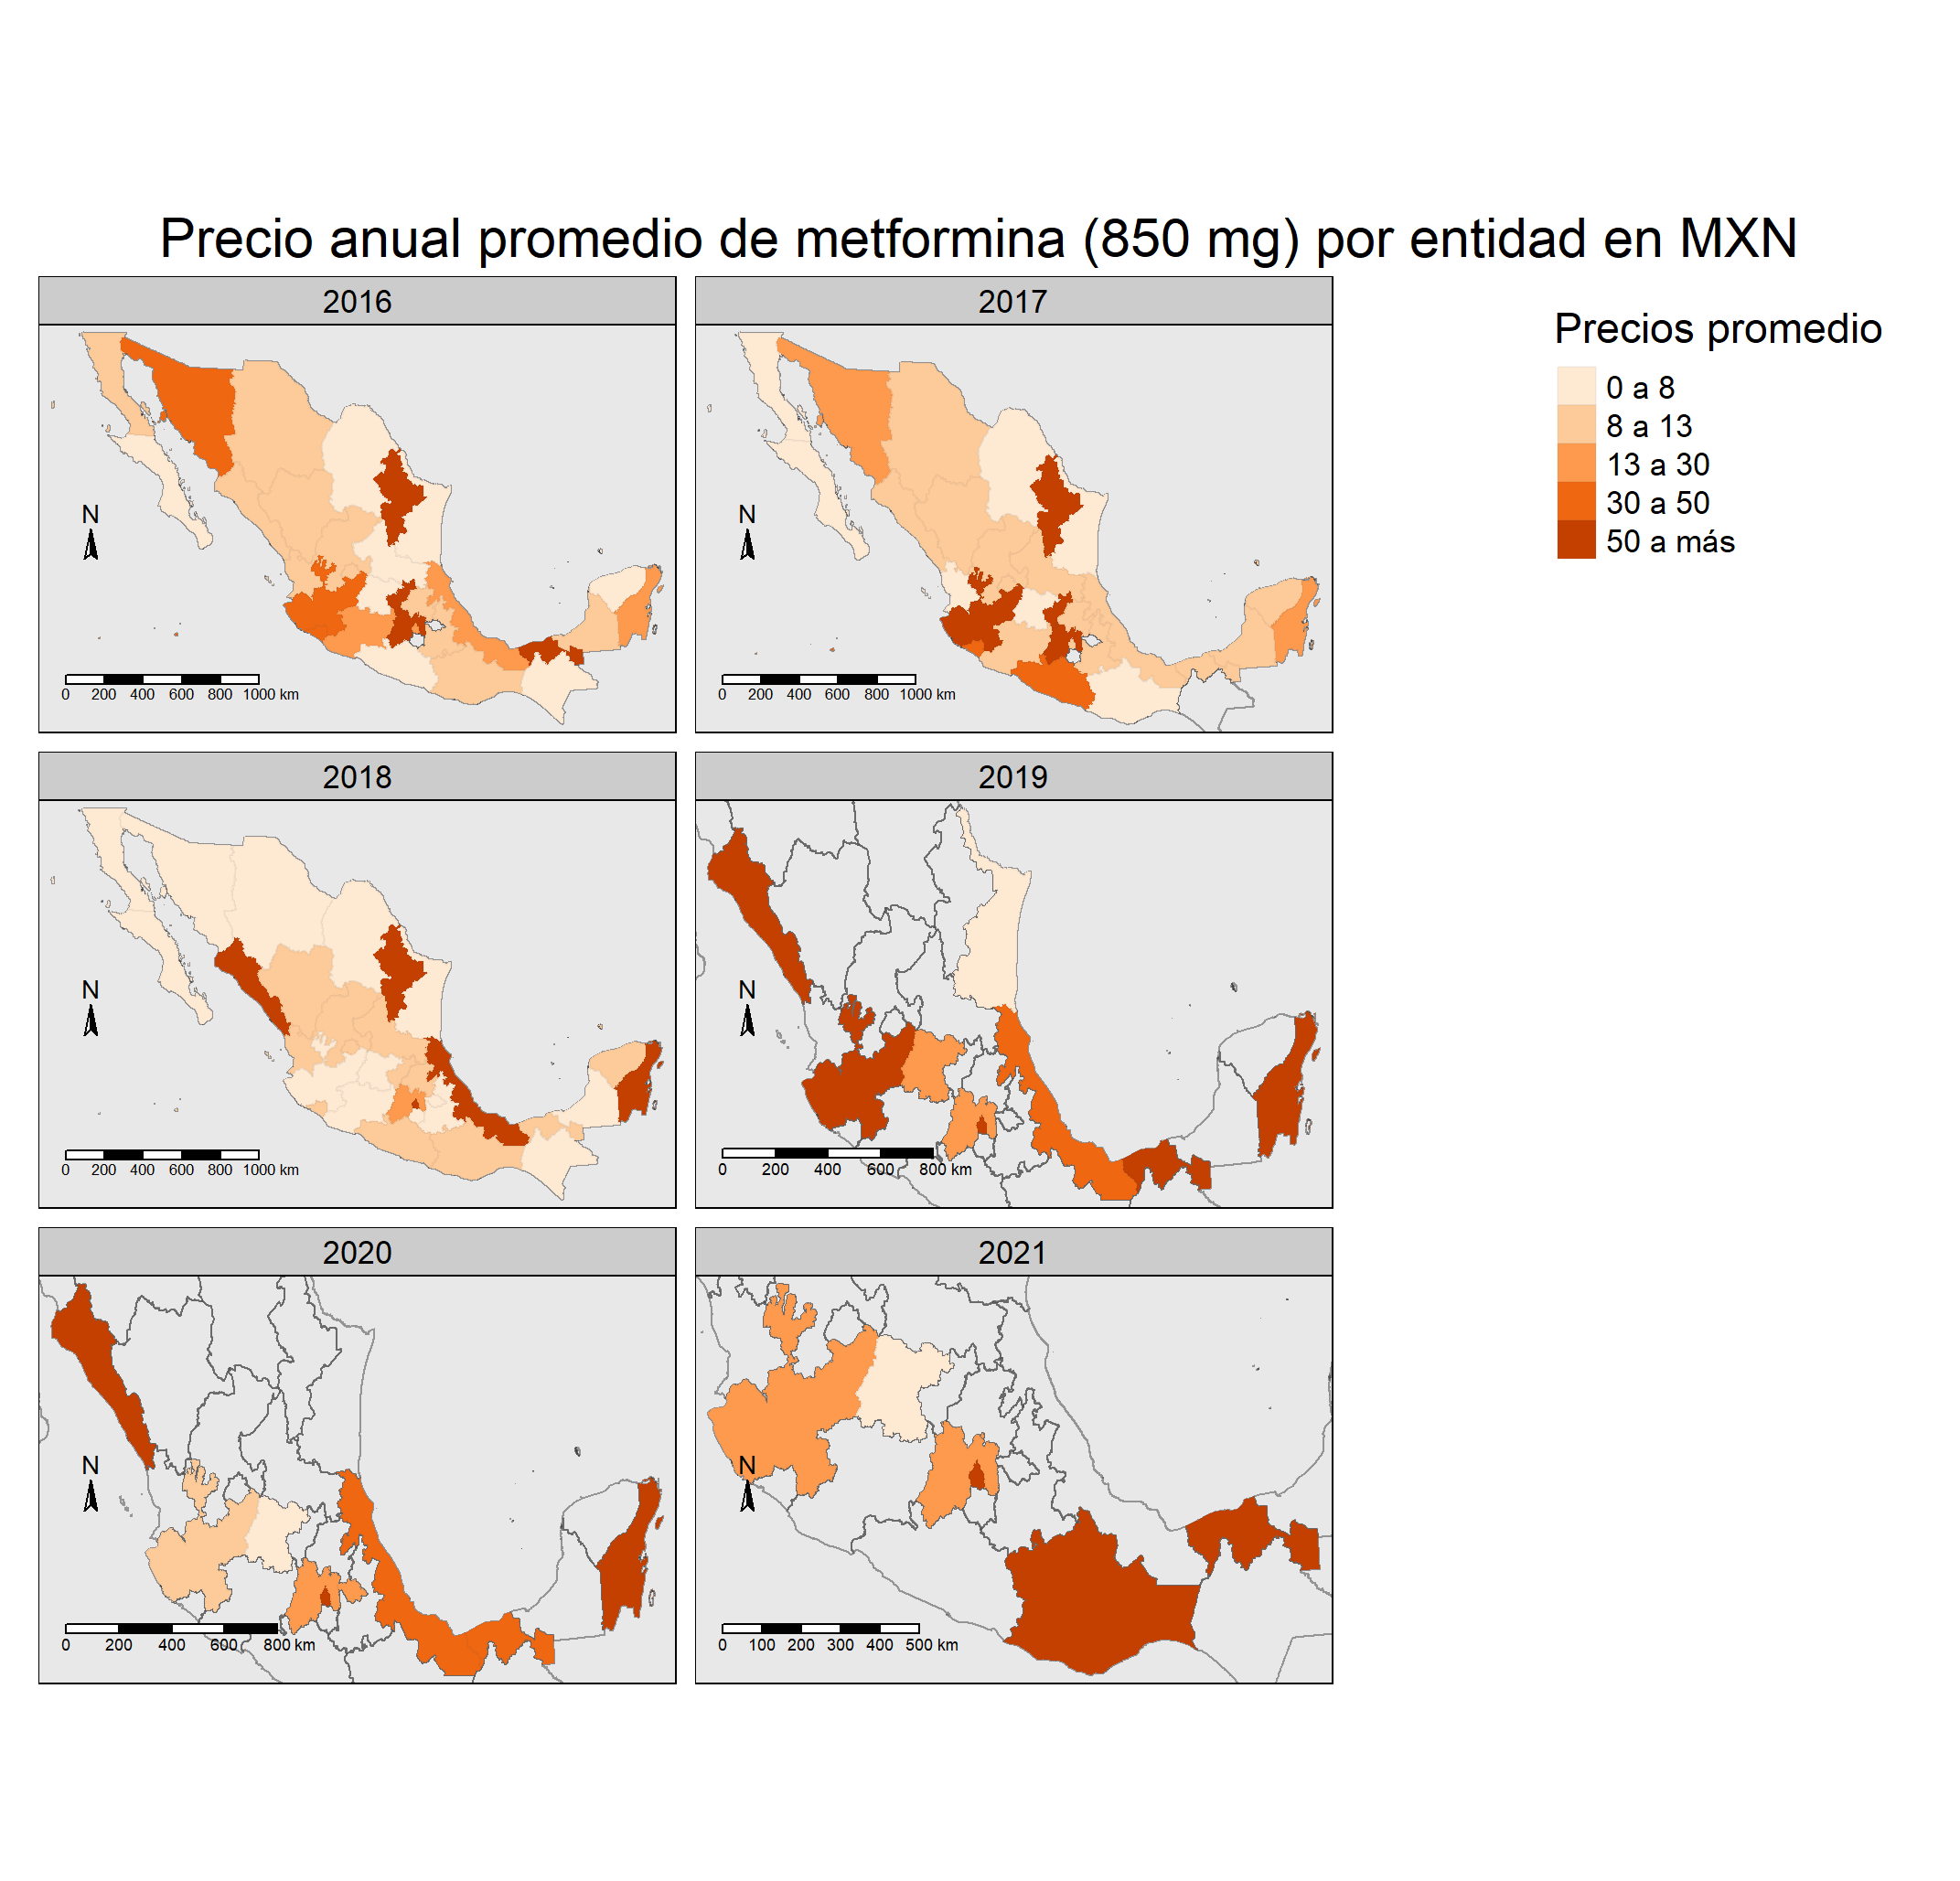 Precio anual promedio de metformina (850 mg) por entidad en MXN
2016
2017
Precios promedio
0 a 8
8 a 13
13 a 30
30 a 50
50 a más
N
0 200 400 600 800 1000 km
N
0 200 400 600 800 1000 km
2018
2019
N
0 200 400 600 800 1000 km
N
0 200 400 600 800 km
2020
2021
N
0 200 400 600 800 km
N
0 100 200 300 400 500 km